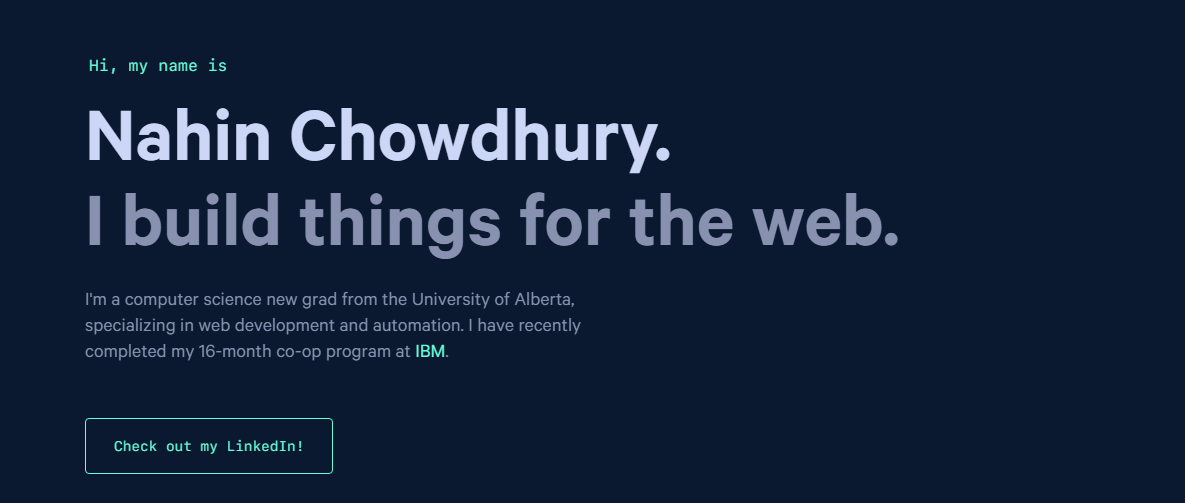 Hi, my name is
Nahin Chowdhury.
I build things for the web.
I'm a computer science new grad from the University of Alberta,
specializing in web development and automation. I have recently
completed my 16-month co-op program at IBM.
Check out my LinkedIn!